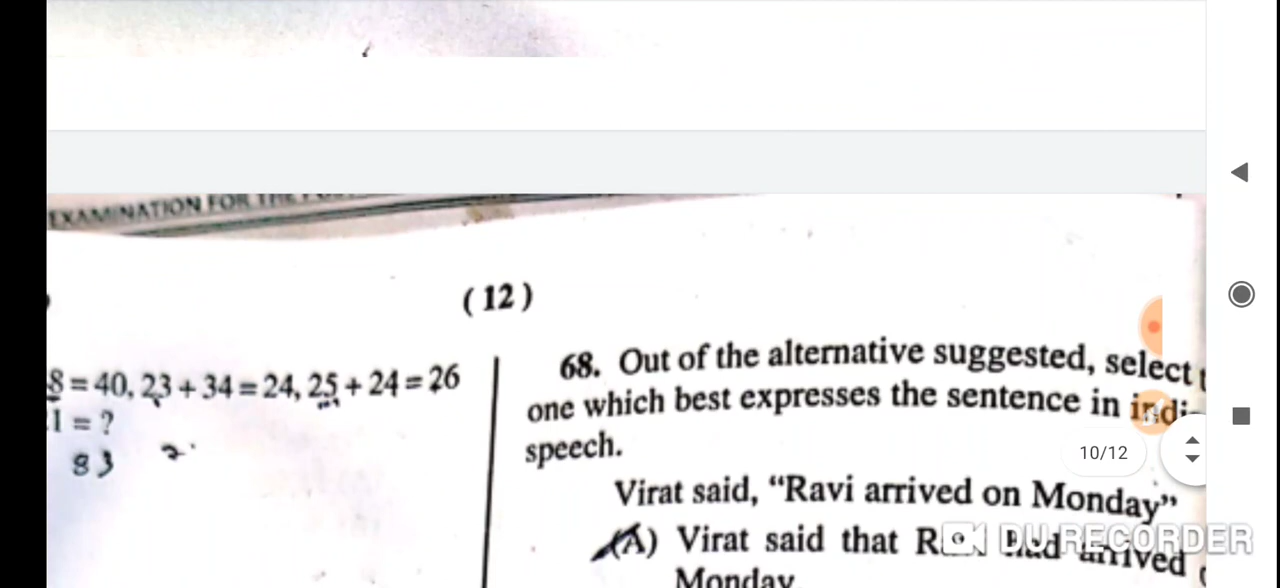 EXAMINATION FOR THE
(12)
8 = 40, 23 + 34 = 24, 25 + 24 = 26
1 = ?
83 2.
68. Out of the alternative suggested, select
one which best expresses the sentence in
speech.
Virat said, “Ravi arrived on Monday”
(A) Virat said that had arrived
Monday.
10/12
DU RECORDER